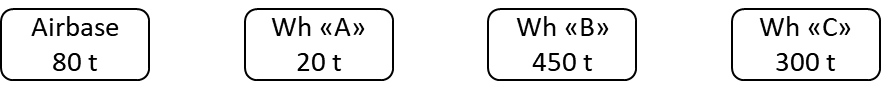 Airbase
80 t
Wh «A»
20 t
Wh «B»
450 t
Wh «C»
300 t